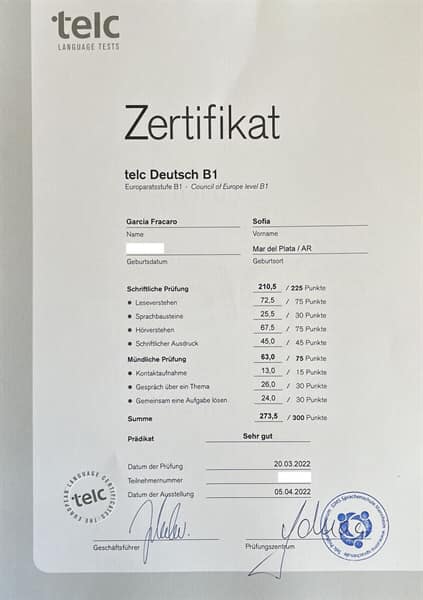 telc
LANGUAGE TESTS
Zertifikat
telc Deutsch B1
Europaratsstufe B1 - Council of Europe level B1
Garcia Fracaro Sofia
Name Vorname
Mar del Plata / AR
Geburtsdatum Geburtsort
Schriftliche Prüfung 210,5 / 225 Punkte
• Leseverstehen 72,5 / 75 Punkte
• Sprachbausteine 25,5 / 30 Punkte
• Hörverstehen 67,5 / 75 Punkte
• Schriftlicher Ausdruck 45,0 / 45 Punkte
Mündliche Prüfung 63,0 / 75 Punkte
• Kontaktaufnahme 13,0 / 15 Punkte
• Gespräch über ein Thema 26,0 / 30 Punkte
• Gemeinsam eine Aufgabe lösen 24,0 / 30 Punkte
Summe 273,5 / 300 Punkte
Prädikat Sehr gut
Datum der Prüfung 20.03.2022
Teilnehmernummer
Datum der Ausstellung 05.04.2022
THE EUROPEAN LANGUAGE CERTIFICATES
telc
Geschäftsführer Prüfungszentrum